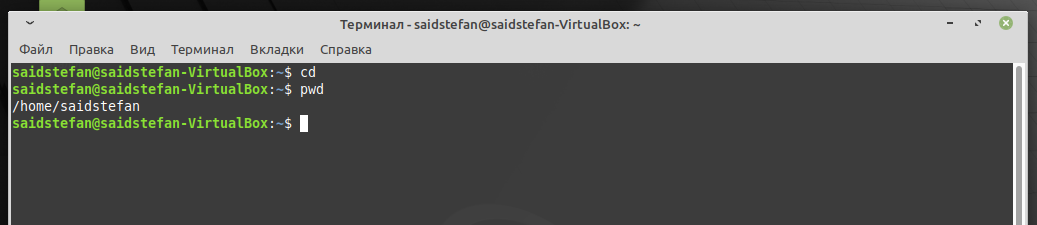 Терминал - saidstefan@saidstefan-VirtualBox: ~
Файл Правка Вид Терминал Вкладки Справка
saidstefan@saidstefan-VirtualBox:~$ cd
saidstefan@saidstefan-VirtualBox:~$ pwd
/home/saidstefan
saidstefan@saidstefan-VirtualBox:~$